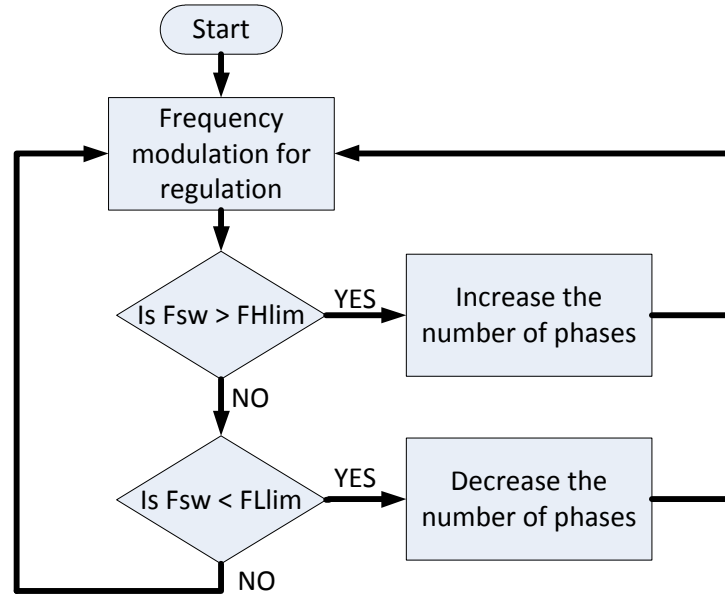 Start
Frequency
modulation for
regulation
Is Fsw > FHlim
YES
Increase the
number of phases
NO
Is Fsw < FLlim
YES
Decrease the
number of phases
NO